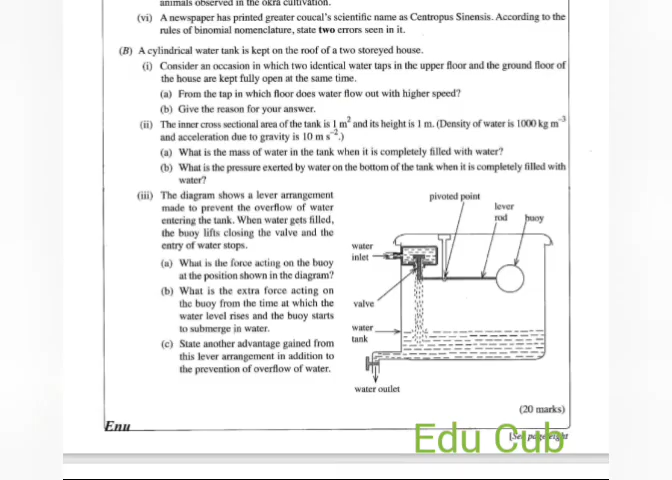 animals observed in the okra cultivation.
(vi) A newspaper has printed greater coucal's scientific name as Centropus Sinensis. According to the
rules of binomial nomenclature, state two errors seen in it.
(B) A cylindrical water tank is kept on the roof of a two storeyed house.
(i) Consider an occasion in which two identical water taps in the upper floor and the ground floor of
the house are kept fully open at the same time.
(a) From the tap in which floor does water flow out with higher speed?
(b) Give the reason for your answer.
(ii) The inner cross sectional area of the tank is 1 m² and its height is 1 m. (Density of water is 1000 kg m⁻³
and acceleration due to gravity is 10 m s⁻².)
(a) What is the mass of water in the tank when it is completely filled with water?
(b) What is the pressure exerted by water on the bottom of the tank when it is completely filled with
water?
(iii) The diagram shows a lever arrangement
made to prevent the overflow of water
entering the tank. When water gets filled,
the buoy lifts closing the valve and the
entry of water stops.
(a) What is the force acting on the buoy
at the position shown in the diagram?
(b) What is the extra force acting on
the buoy from the time at which the
water level rises and the buoy starts
to submerge in water.
(c) State another advantage gained from
this lever arrangement in addition to
the prevention of overflow of water.
pivoted point
lever
rod
buoy
water
inlet
valve
water
tank
water outlet
(20 marks)
Enu
Edu Cub
[See page eight